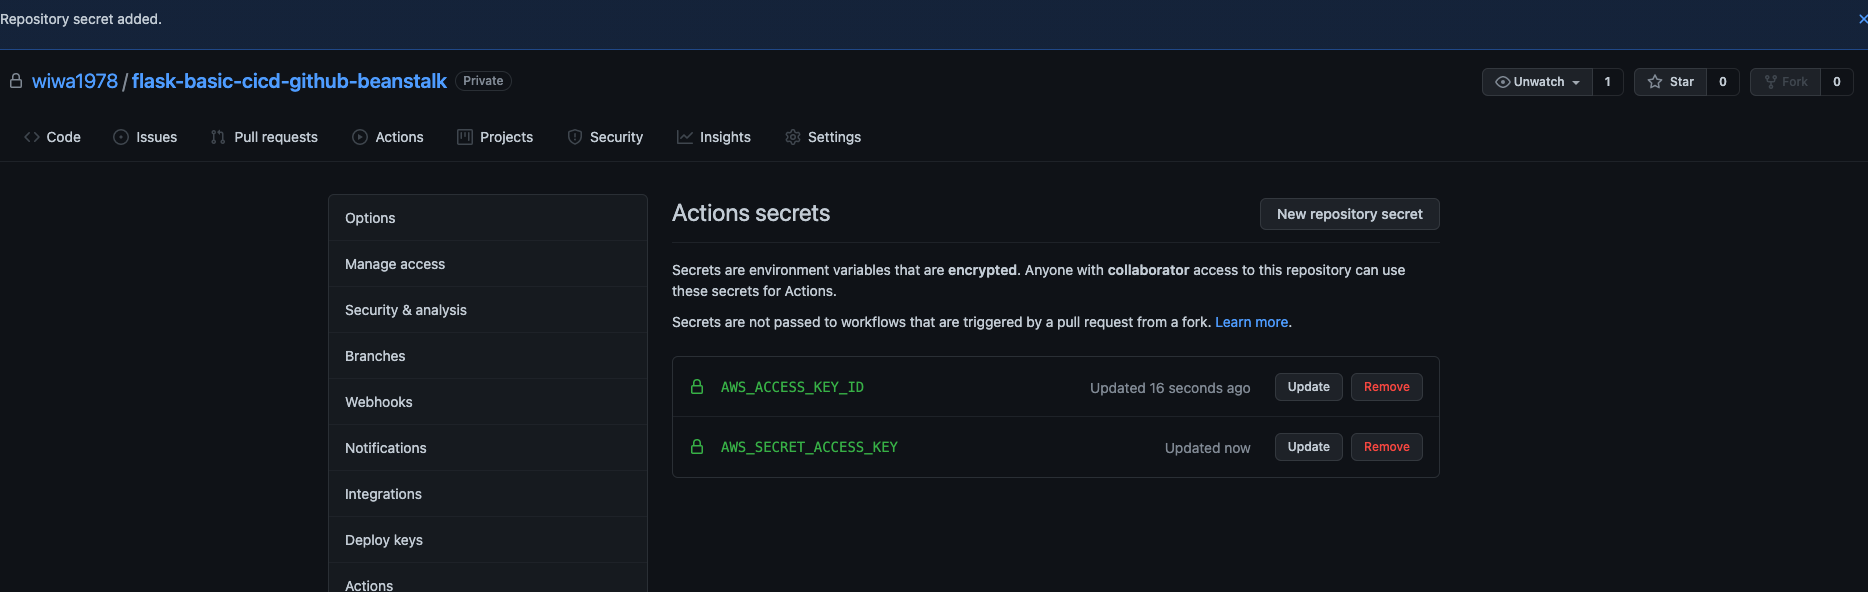 Repository secret added.
wiwa1978 / flask-basic-cicd-github-beanstalk Private
Unwatch 1 Star 0 Fork 0
Code Issues Pull requests Actions Projects Security Insights Settings
Options
Manage access
Security & analysis
Branches
Webhooks
Notifications
Integrations
Deploy keys
Actions
Actions secrets
New repository secret
Secrets are environment variables that are encrypted. Anyone with collaborator access to this repository can use
these secrets for Actions.
Secrets are not passed to workflows that are triggered by a pull request from a fork. Learn more.
AWS_ACCESS_KEY_ID Updated 16 seconds ago Update Remove
AWS_SECRET_ACCESS_KEY Updated now Update Remove